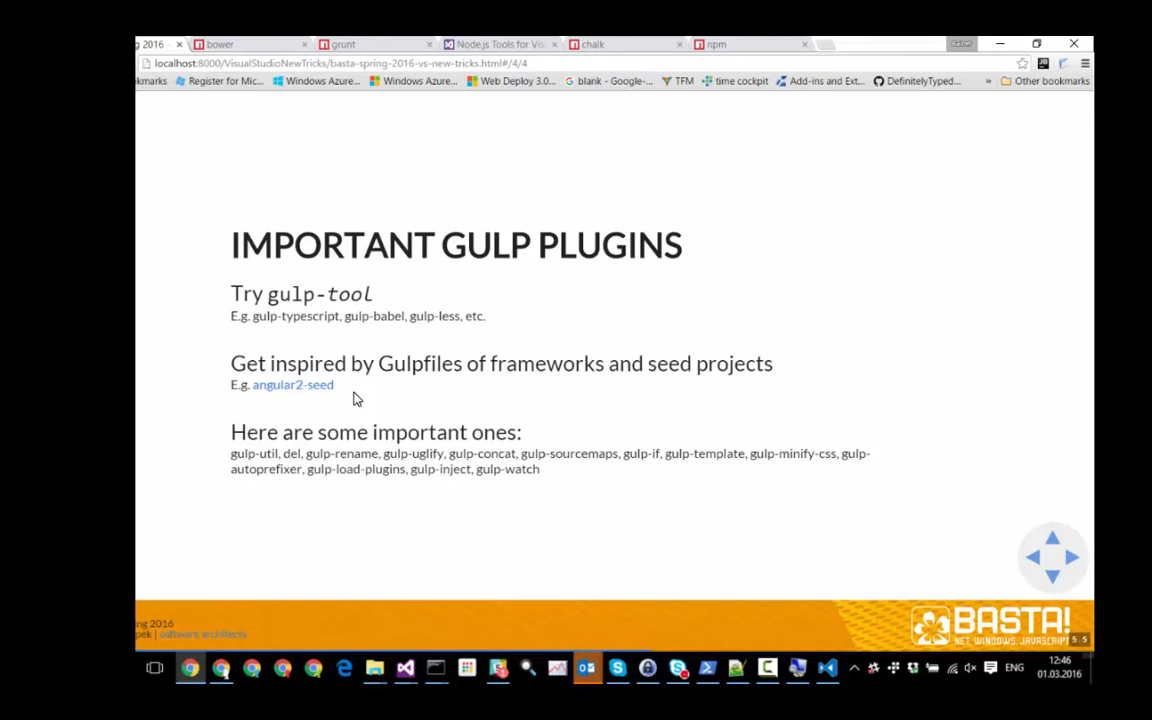 g 2016
bower
grunt
Node.js Tools for Vis
chalk
npm
localhost:8000/VisualStudioNewTricks/basta-spring-2016-vs-new-tricks.html#/4/4
okmarks
Register for Mic...
Windows Azure...
Windows Azure...
Web Deploy 3.0...
blank - Google-...
TFM
time cockpit
Add-ins and Ext...
DefinitelyTyped...
»
Other bookmarks
IMPORTANT GULP PLUGINS
Try gulp-tool
E.g. gulp-typescript, gulp-babel, gulp-less, etc.
Get inspired by Gulpfiles of frameworks and seed projects
E.g. angular2-seed
Here are some important ones:
gulp-util, del, gulp-rename, gulp-uglify, gulp-concat, gulp-sourcemaps, gulp-if, gulp-template, gulp-minify-css, gulp-
autoprefixer, gulp-load-plugins, gulp-inject, gulp-watch
ng 2016
pek | software architects
BASTA!
.NET, WINDOWS, JAVASCRIPT
5.5
ENG
12:46
01.03.2016